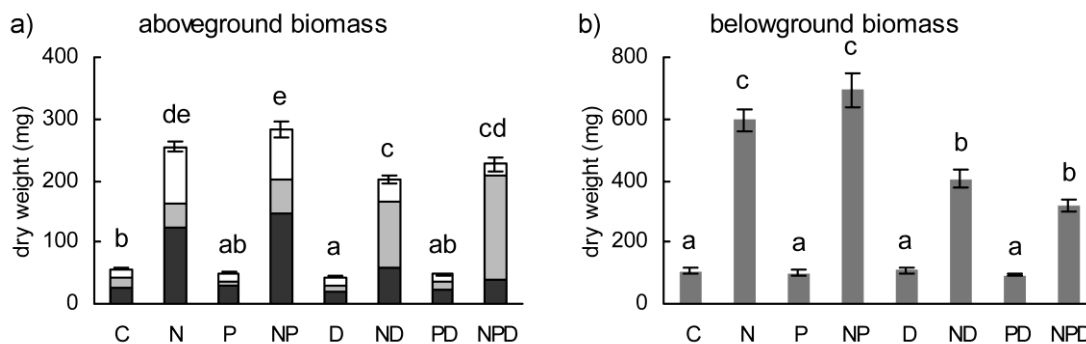 a) aboveground biomass
dry weight (mg)
400
300
200
100
0
b de ab e a c ab cd
C N P NP D ND PD NPD
b) belowground biomass
dry weight (mg)
800
600
400
200
0
a c a c a b a b
C N P NP D ND PD NPD